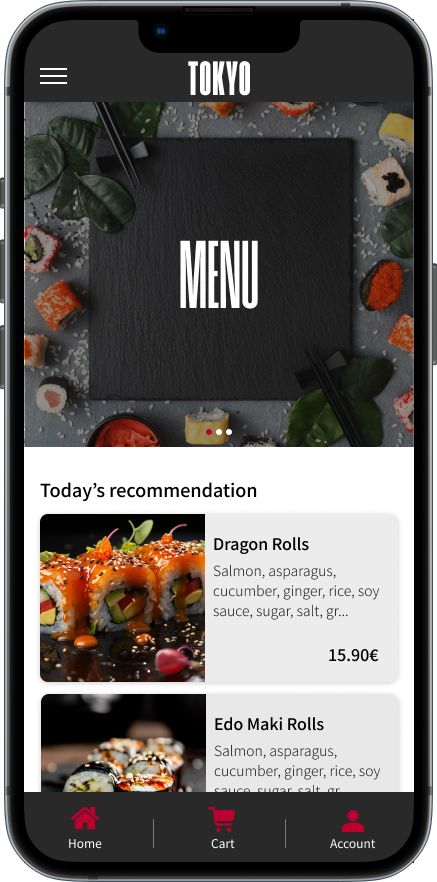 TOKYO
MENU
Today’s recommendation
Dragon Rolls
Salmon, asparagus,
cucumber, ginger, rice, soy
sauce, sugar, salt, gr...
15.90€
Edo Maki Rolls
Salmon, asparagus,
cucumber, ginger, rice, soy
sauce, sugar, salt, gr
Home
Cart
Account